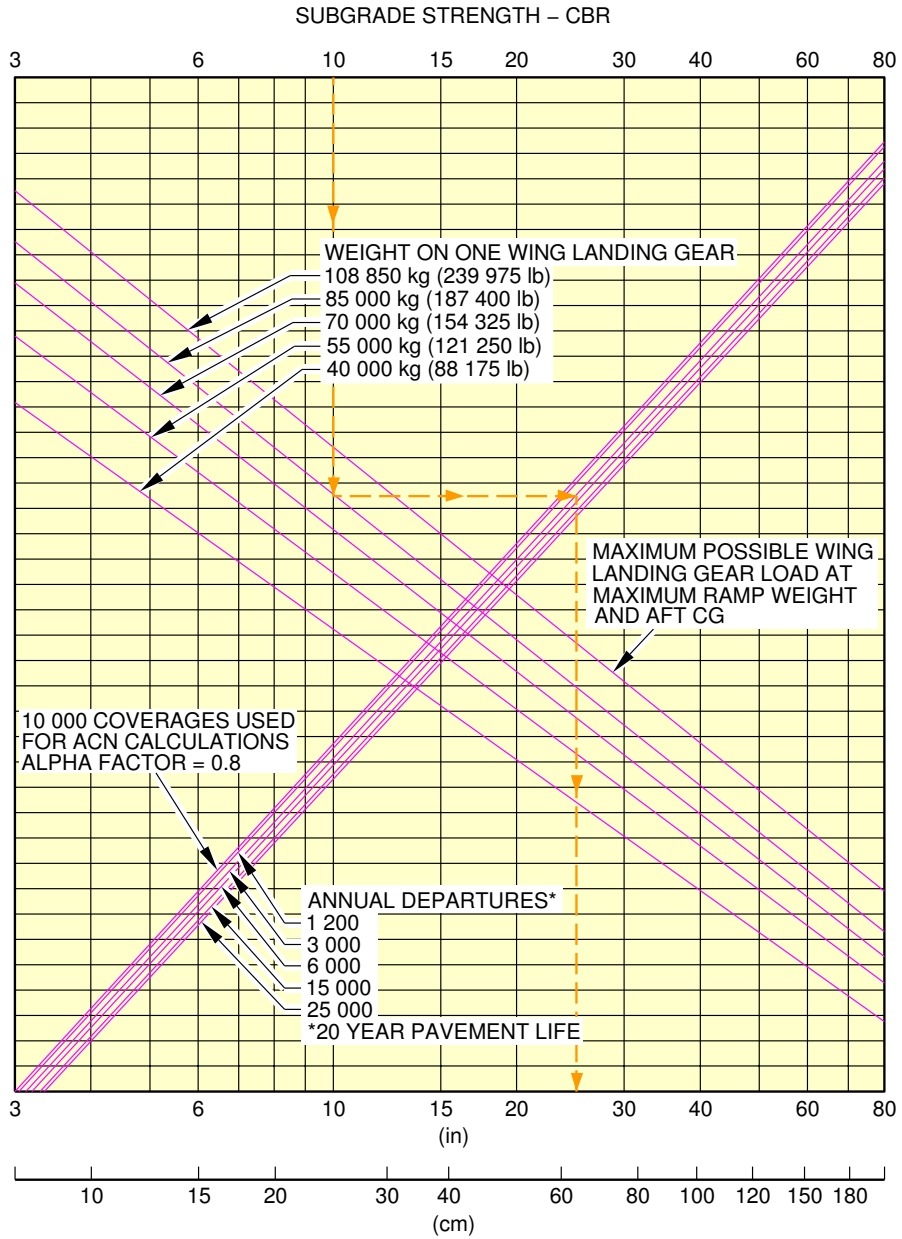 SUBGRADE STRENGTH – CBR
3 6 10 15 20 30 40 60 80
WEIGHT ON ONE WING LANDING GEAR
108 850 kg (239 975 lb)
85 000 kg (187 400 lb)
70 000 kg (154 325 lb)
55 000 kg (121 250 lb)
40 000 kg (88 175 lb)
MAXIMUM POSSIBLE WING
LANDING GEAR LOAD AT
MAXIMUM RAMP WEIGHT
AND AFT CG
10 000 COVERAGES USED
FOR ACN CALCULATIONS
ALPHA FACTOR = 0.8
ANNUAL DEPARTURES*
1 200
3 000
6 000
15 000
25 000
*20 YEAR PAVEMENT LIFE
3 6 10 15 20 30 40 60 80
(in)
10 15 20 30 40 60 80 100 120 150 180
(cm)